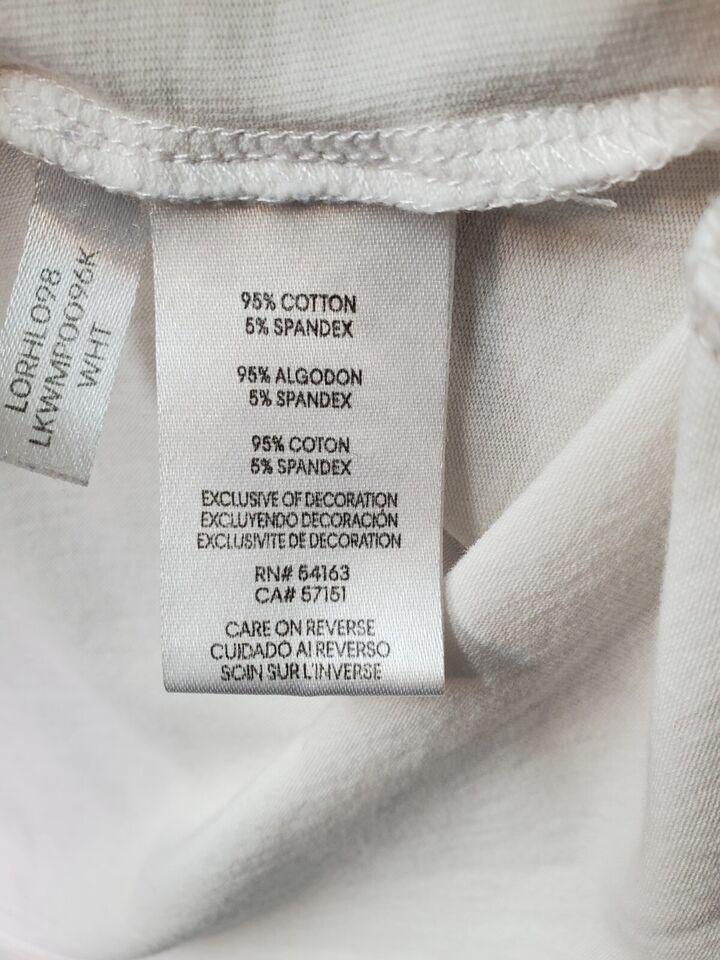 LORHL098
LKWMP0096K
WHT
95% COTTON
5% SPANDEX
95% ALGODON
5% SPANDEX
95% COTON
5% SPANDEX
EXCLUSIVE OF DECORATION
EXCLUYENDO DECORACIÓN
EXCLUSIVITE DE DECORATION
RN# 54163
CA# 57151
CARE ON REVERSE
CUIDADO AL REVERSO
SOIN SUR L'INVERSE